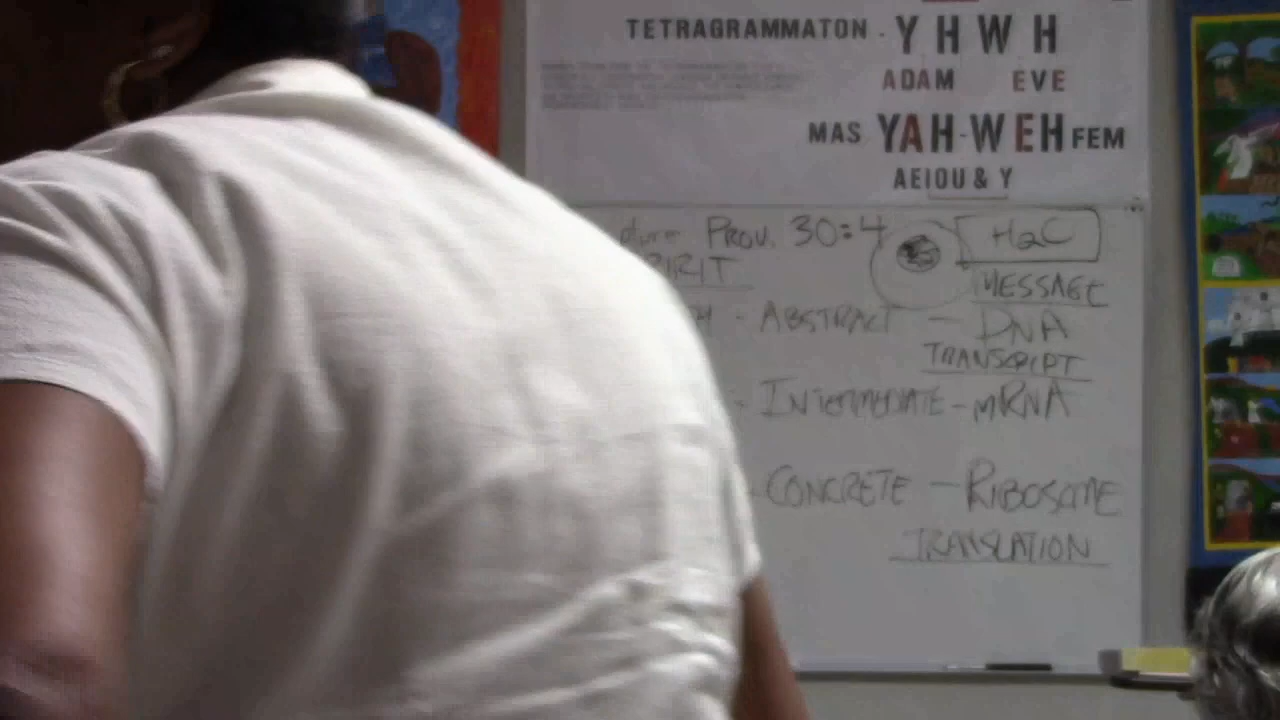 TETRAGRAMMATON - YHWH
ADAM EVE
MAS YAH-WEH FEM
AEIOU & Y
Prov. 30:4
MESSAGE
ABSTRACT - DNA
TRANSCRIPT
INTERMEDIATE - mRNA
CONCRETE - RIBOSOME
TRANSLATION